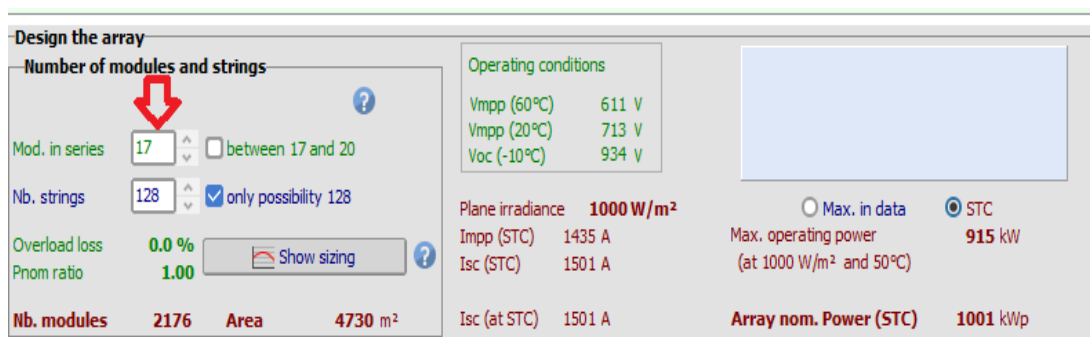 Design the array
Number of modules and strings
?
Mod. in series 17 between 17 and 20
Nb. strings 128 only possibility 128
Overload loss 0.0 %
Pnom ratio 1.00
Show sizing ?
Nb. modules 2176 Area 4730 m²
Operating conditions
Vmpp (60°C) 611 V
Vmpp (20°C) 713 V
Voc (-10°C) 934 V
Plane irradiance 1000 W/m²
Impp (STC) 1435 A
Isc (STC) 1501 A
Isc (at STC) 1501 A
Max. in data STC
Max. operating power 915 kW
(at 1000 W/m² and 50°C)
Array nom. Power (STC) 1001 kWp